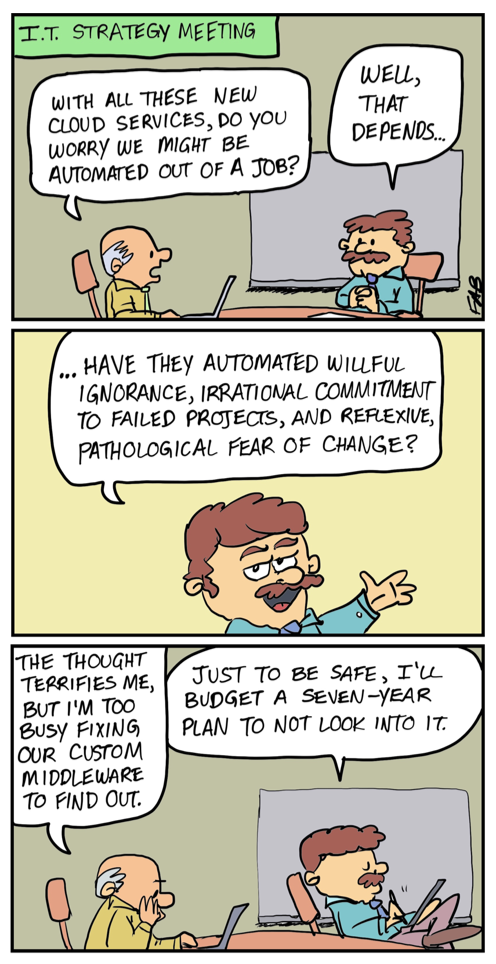 I.T. STRATEGY MEETING
WITH ALL THESE NEW
CLOUD SERVICES, DO YOU
WORRY WE MIGHT BE
AUTOMATED OUT OF A JOB?
WELL,
THAT
DEPENDS...
FAB
...HAVE THEY AUTOMATED WILLFUL
IGNORANCE, IRRATIONAL COMMITMENT
TO FAILED PROJECTS, AND REFLEXIVE,
PATHOLOGICAL FEAR OF CHANGE?
THE THOUGHT
TERRIFIES ME,
BUT I'M TOO
BUSY FIXING
OUR CUSTOM
MIDDLEWARE
TO FIND OUT.
JUST TO BE SAFE, I'LL
BUDGET A SEVEN-YEAR
PLAN TO NOT LOOK INTO IT.